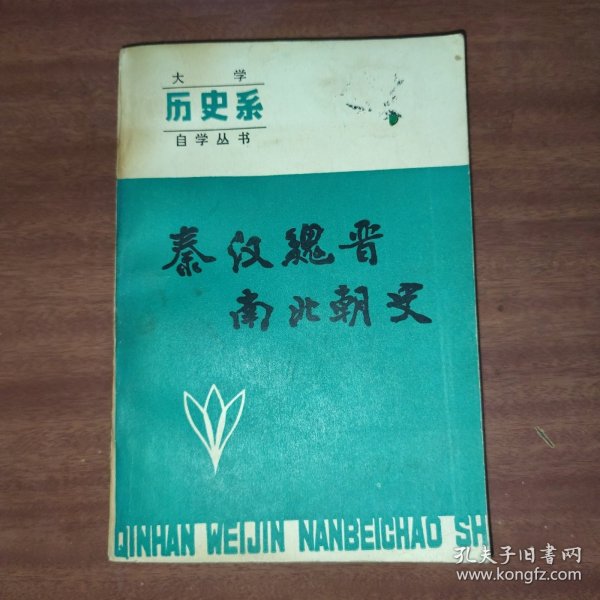 大学
历史系
自学丛书
秦汉魏晋
南北朝史
QINHAN WEIJIN NANBEICHAO SH
孔夫子旧书网
www.kongfz.com